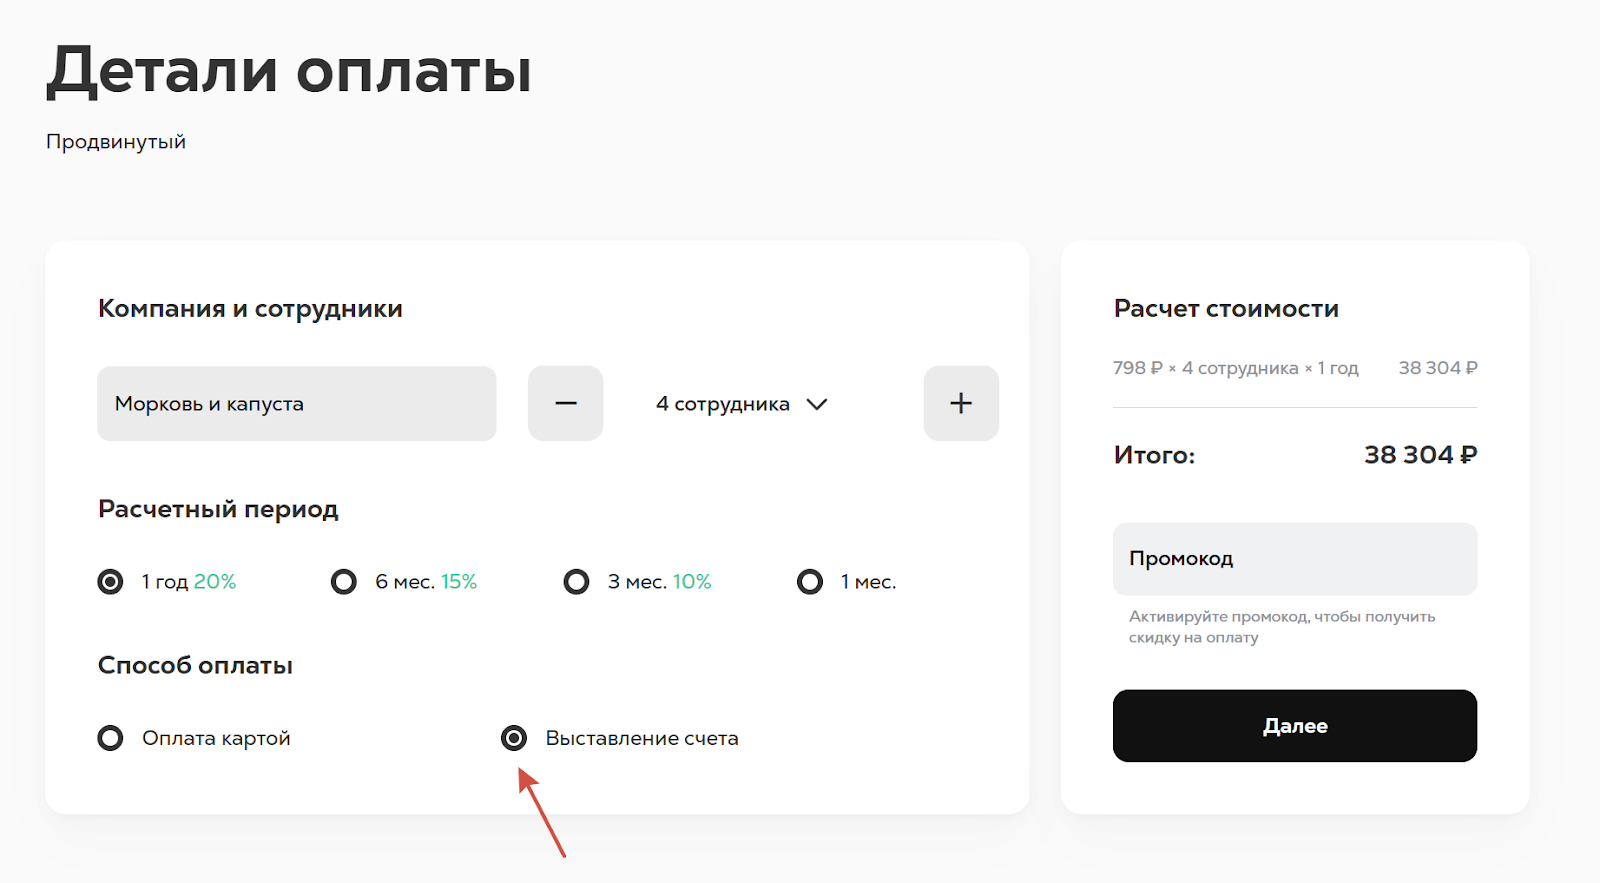 Детали оплаты
Продвинутый
Компания и сотрудники
Морковь и капуста
4 сотрудника
Расчетный период
1 год 20%
6 мес. 15%
3 мес. 10%
1 мес.
Способ оплаты
Оплата картой
Выставление счета
Расчет стоимости
798 ₽ × 4 сотрудника × 1 год 38 304 ₽
Итого: 38 304 ₽
Промокод
Активируйте промокод, чтобы получить
скидку на оплату
Далее